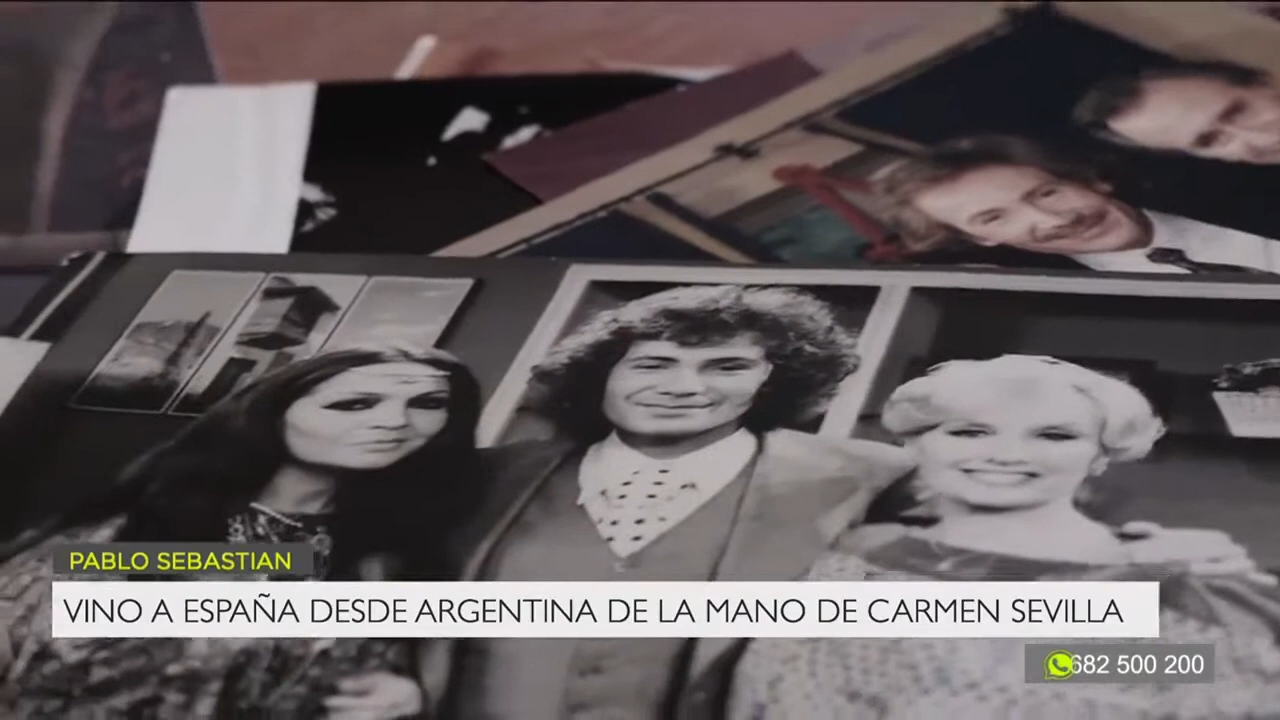 PABLO SEBASTIAN
VINO A ESPAÑA DESDE ARGENTINA DE LA MANO DE CARMEN SEVILLA
682 500 200